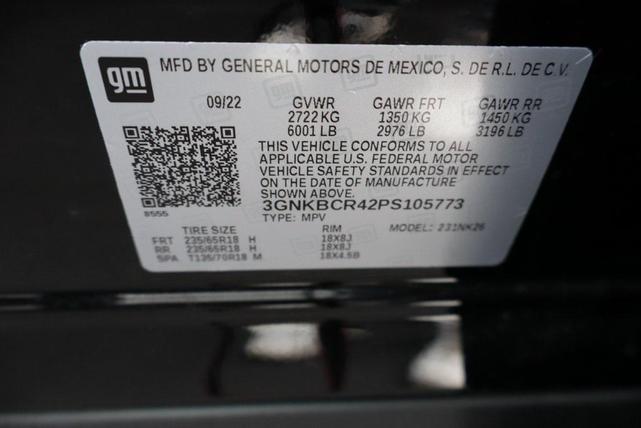 gm
MFD BY GENERAL MOTORS DE MEXICO, S. DE R.L. DE C.V.
09/22 GVWR GAWR FRT GAWR RR
2722 KG 1350 KG 1450 KG
6001 LB 2976 LB 3196 LB
THIS VEHICLE CONFORMS TO ALL
APPLICABLE U.S. FEDERAL MOTOR
VEHICLE SAFETY STANDARDS IN EFFECT
ON THE DATE OF MANUFACTURE
SHOWN ABOVE.
8555
3GNKBCR42PS105773
TYPE: MPV MODEL: 231NK26
TIRE SIZE RIM
FRT 235/65R18 H 18X8J
RR 235/65R18 H 18X8J
SPA T135/70R18 M 18X4.5B